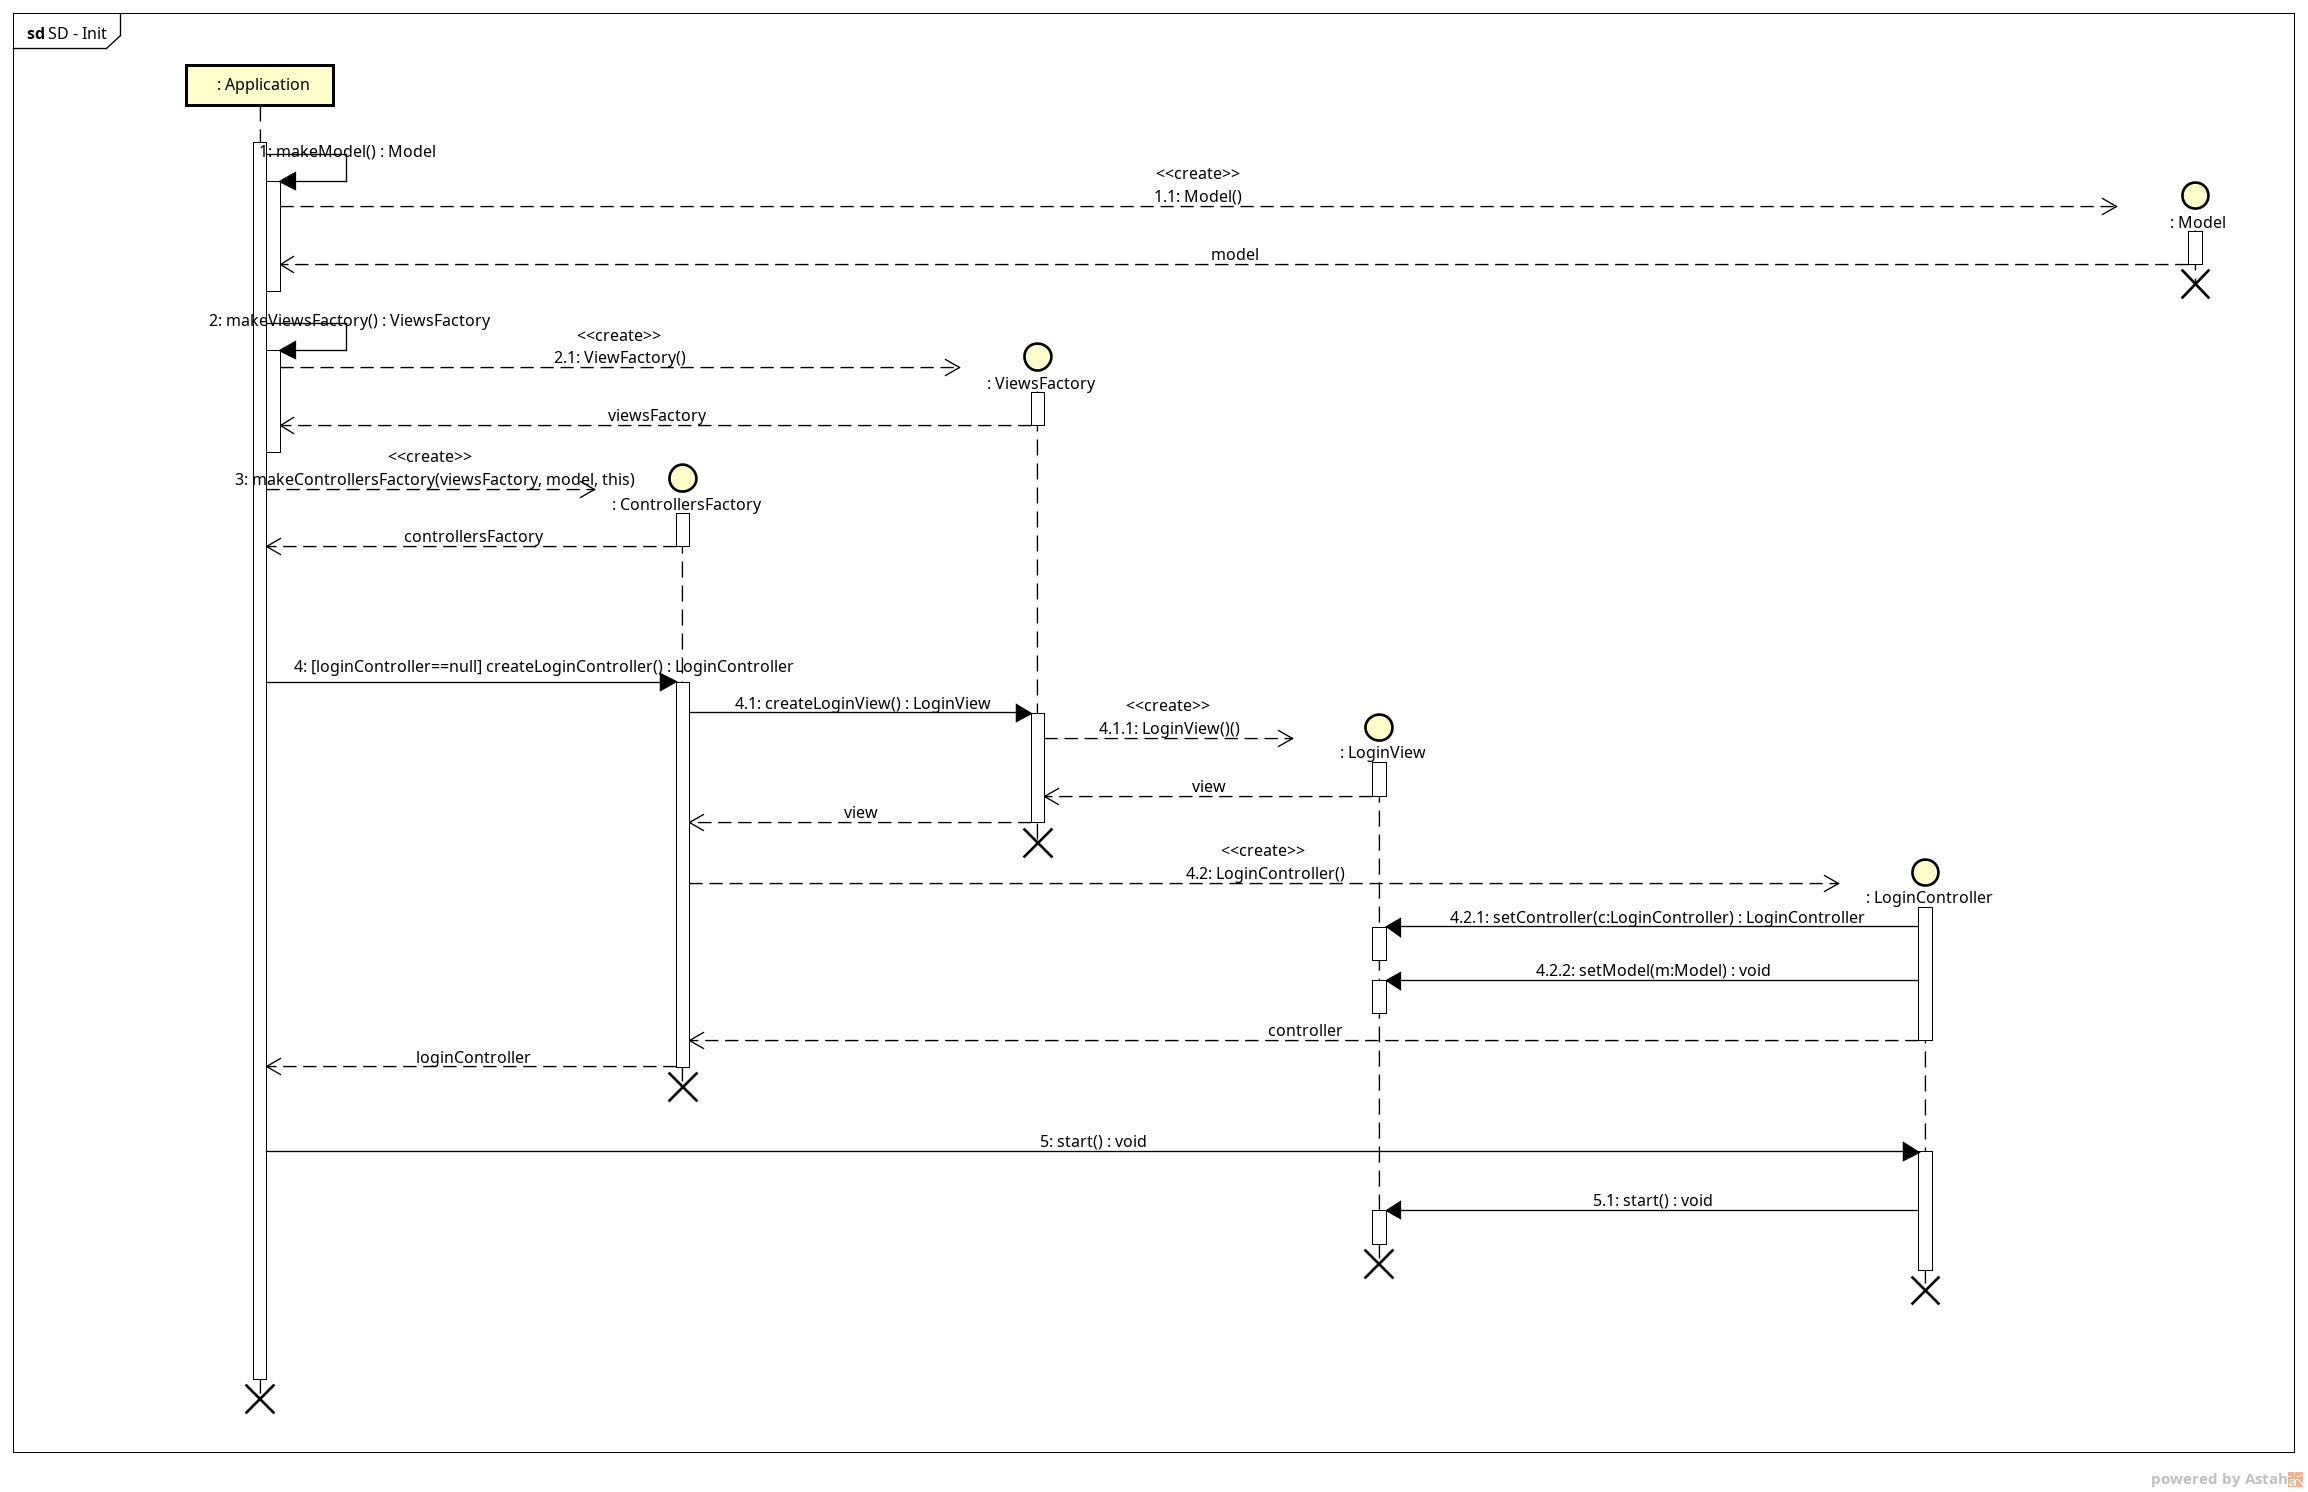 sd SD - Init
: Application
1: makeModel() : Model
<<create>>
1.1: Model()
: Model
model
2: makeViewsFactory() : ViewsFactory
<<create>>
2.1: ViewFactory()
: ViewsFactory
viewsFactory
<<create>>
3: makeControllersFactory(viewsFactory, model, this)
: ControllersFactory
controllersFactory
4: [loginController==null] createLoginController() : LoginController
4.1: createLoginView() : LoginView
<<create>>
4.1.1: LoginView()()
: LoginView
view
view
<<create>>
4.2: LoginController()
: LoginController
4.2.1: setController(c:LoginController) : LoginController
4.2.2: setModel(m:Model) : void
controller
loginController
5: start() : void
5.1: start() : void
powered by Astah